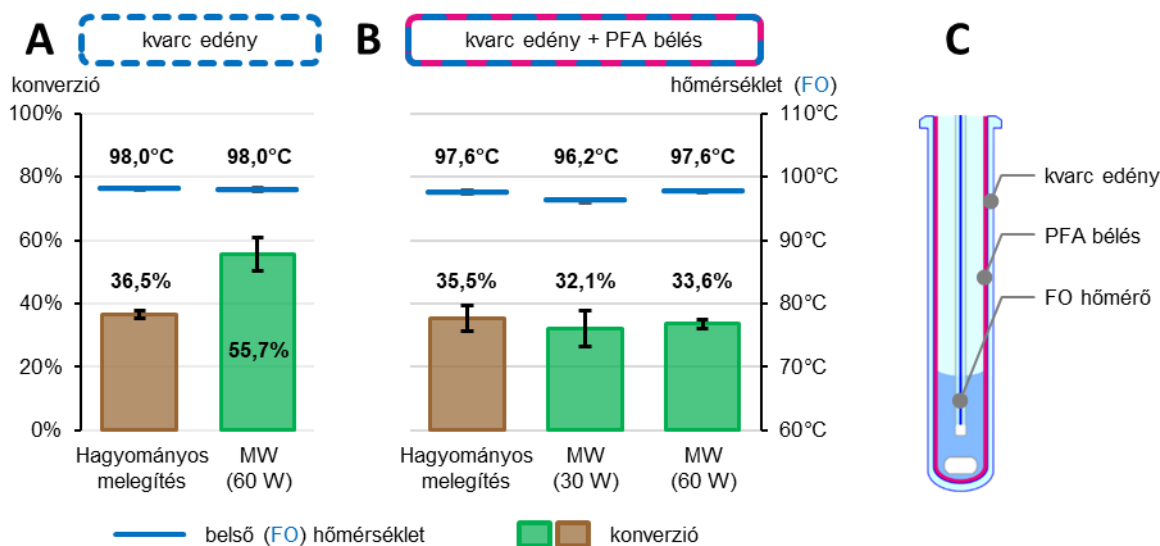 A
kvarc edény
B
kvarc edény + PFA bélés
C
konverzió
hőmérséklet (FO)
100%
80%
60%
40%
20%
0%
98,0°C
98,0°C
36,5%
55,7%
Hagyományos
melegítés
MW
(60 W)
97,6°C
96,2°C
97,6°C
35,5%
32,1%
33,6%
Hagyományos
melegítés
MW
(30 W)
MW
(60 W)
110°C
100°C
90°C
80°C
70°C
60°C
kvarc edény
PFA bélés
FO hőmérő
belső (FO) hőmérséklet
konverzió